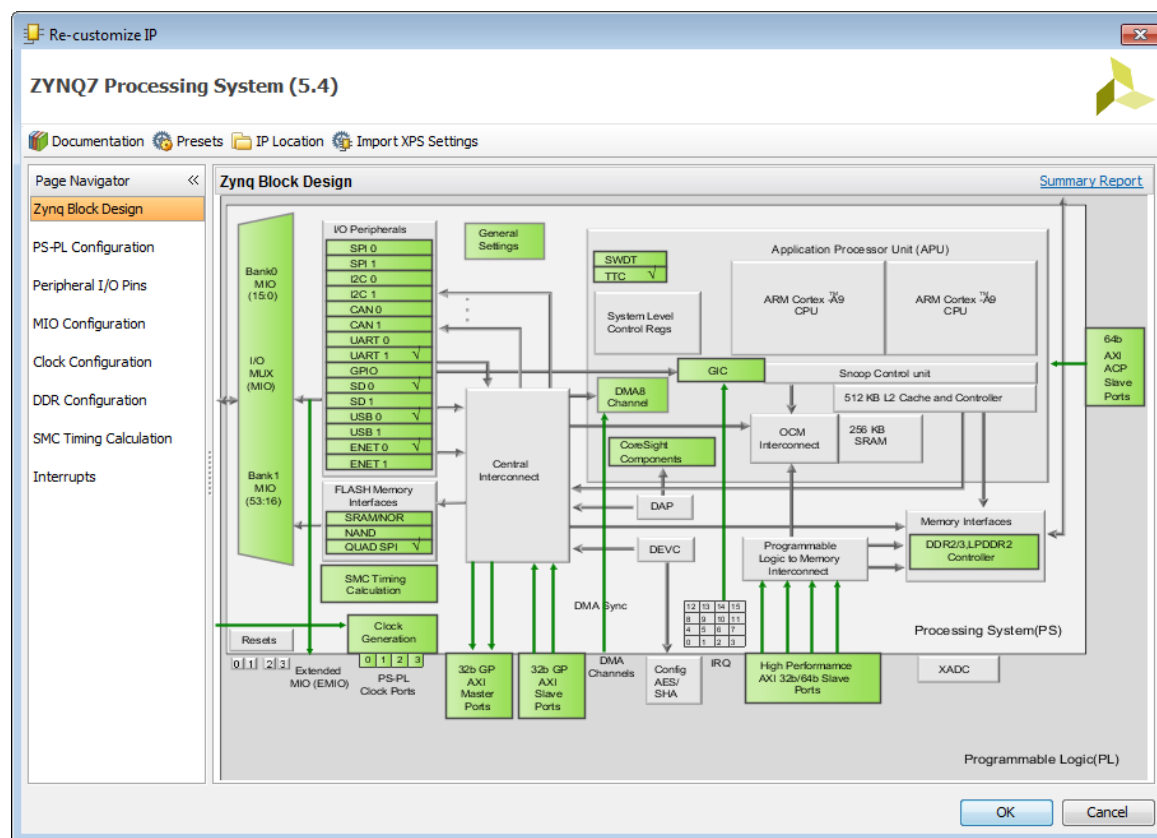 Re-customize IP
ZYNQ7 Processing System (5.4)
Documentation Presets IP Location Import XPS Settings
Page Navigator «
Zynq Block Design
PS-PL Configuration
Peripheral I/O Pins
MIO Configuration
Clock Configuration
DDR Configuration
SMC Timing Calculation
Interrupts
Zynq Block Design
Summary Report
Bank0
MIO
(15:0)
I/O
MUX
(MIO)
Bank1
MIO
(53:16)
I/O Peripherals
SPI 0
SPI 1
I2C 0
I2C 1
CAN 0
CAN 1
UART 0
UART 1 √
GPIO
SD 0 √
SD 1
USB 0 √
USB 1
ENET 0 √
ENET 1
FLASH Memory
Interfaces
SRAM/NOR
NAND
QUAD SPI √
SMC Timing
Calculation
General
Settings
Application Processor Unit (APU)
SWDT
TTC √
System Level
Control Regs
ARM Cortex ™-A9
CPU
ARM Cortex ™-A9
CPU
GIC
Snoop Control unit
DMA8
Channel
512 KB L2 Cache and Controller
OCM
Interconnect
256 KB
SRAM
CoreSight
Components
Central
Interconnect
DAP
DEVC
Programmable
Logic to Memory
Interconnect
Memory Interfaces
DDR2/3,LPDDR2
Controller
64b
AXI
ACP
Slave
Ports
DMA Sync
12 13 14 15
8 9 10 11
4 5 6 7
0 1 2 3
Processing System(PS)
Resets
0 1 2 3
Clock
Generation
0 1 2 3
Extended
MIO (EMIO)
PS-PL
Clock Ports
32b GP
AXI
Master
Ports
32b GP
AXI
Slave
Ports
DMA
Channels
Config
AES/
SHA
IRQ
High Performamce
AXI 32b/64b Slave
Ports
XADC
Programmable Logic(PL)
OK
Cancel